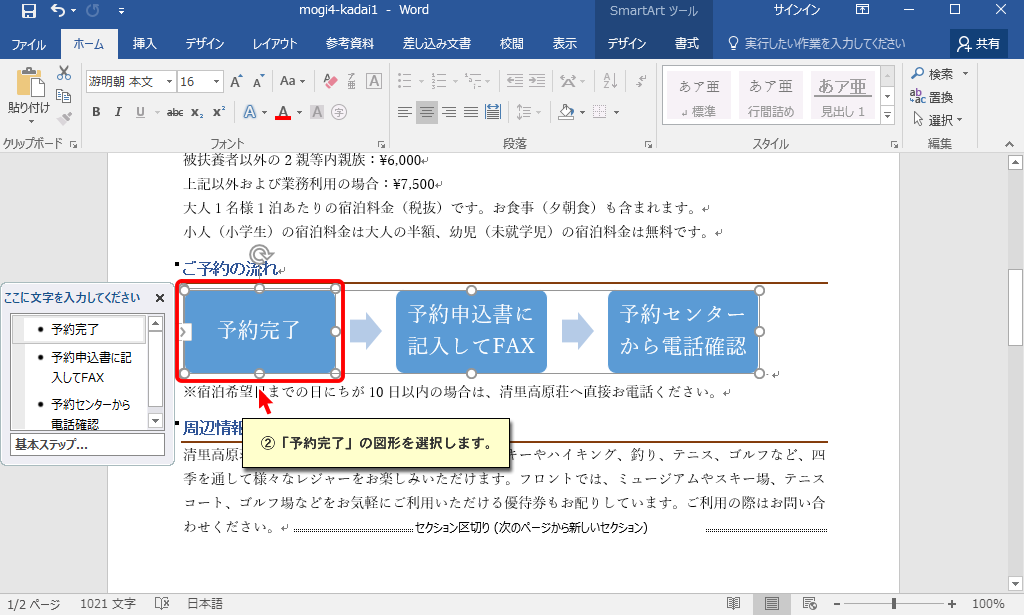 mogi4-kadai1 - Word
SmartArt ツール
サインイン
ファイル ホーム 挿入 デザイン レイアウト 参考資料 差し込み文書 校閲 表示 デザイン 書式 実行したい作業を入力してください 共有
貼り付け
游明朝 本文 16
Aa
B I U abc x₂ x²
あア亜 あア亜 あア亜
標準 行間詰め 見出し 1
検索
置換
選択
クリップボード フォント 段落 スタイル 編集
被扶養者以外の 2 親等内親族：¥6,000
上記以外および業務利用の場合：¥7,500
大人 1 名様 1 泊あたりの宿泊料金（税抜）です。お食事（夕朝食）も含まれます。
小人（小学生）の宿泊料金は大人の半額、幼児（未就学児）の宿泊料金は無料です。
ご予約の流れ
ここに文字を入力してください
予約完了
予約申込書に記
入してFAX
予約センターから
電話確認
基本ステップ...
予約完了
予約申込書に
記入してFAX
予約センター
から電話確認
※宿泊希望日までの日にちが 10 日以内の場合は、清里高原荘へ直接お電話ください。
周辺情報
②「予約完了」の図形を選択します。
清里高原 キーやハイキング、釣り、テニス、ゴルフなど、四
季を通して様々なレジャーをお楽しみいただけます。フロントでは、ミュージアムやスキー場、テニス
コート、ゴルフ場などをお気軽にご利用いただける優待券もお配りしています。ご利用の際はお問い合
わせください。
セクション区切り (次のページから新しいセクション)
1/2 ページ 1021 文字 日本語 100%